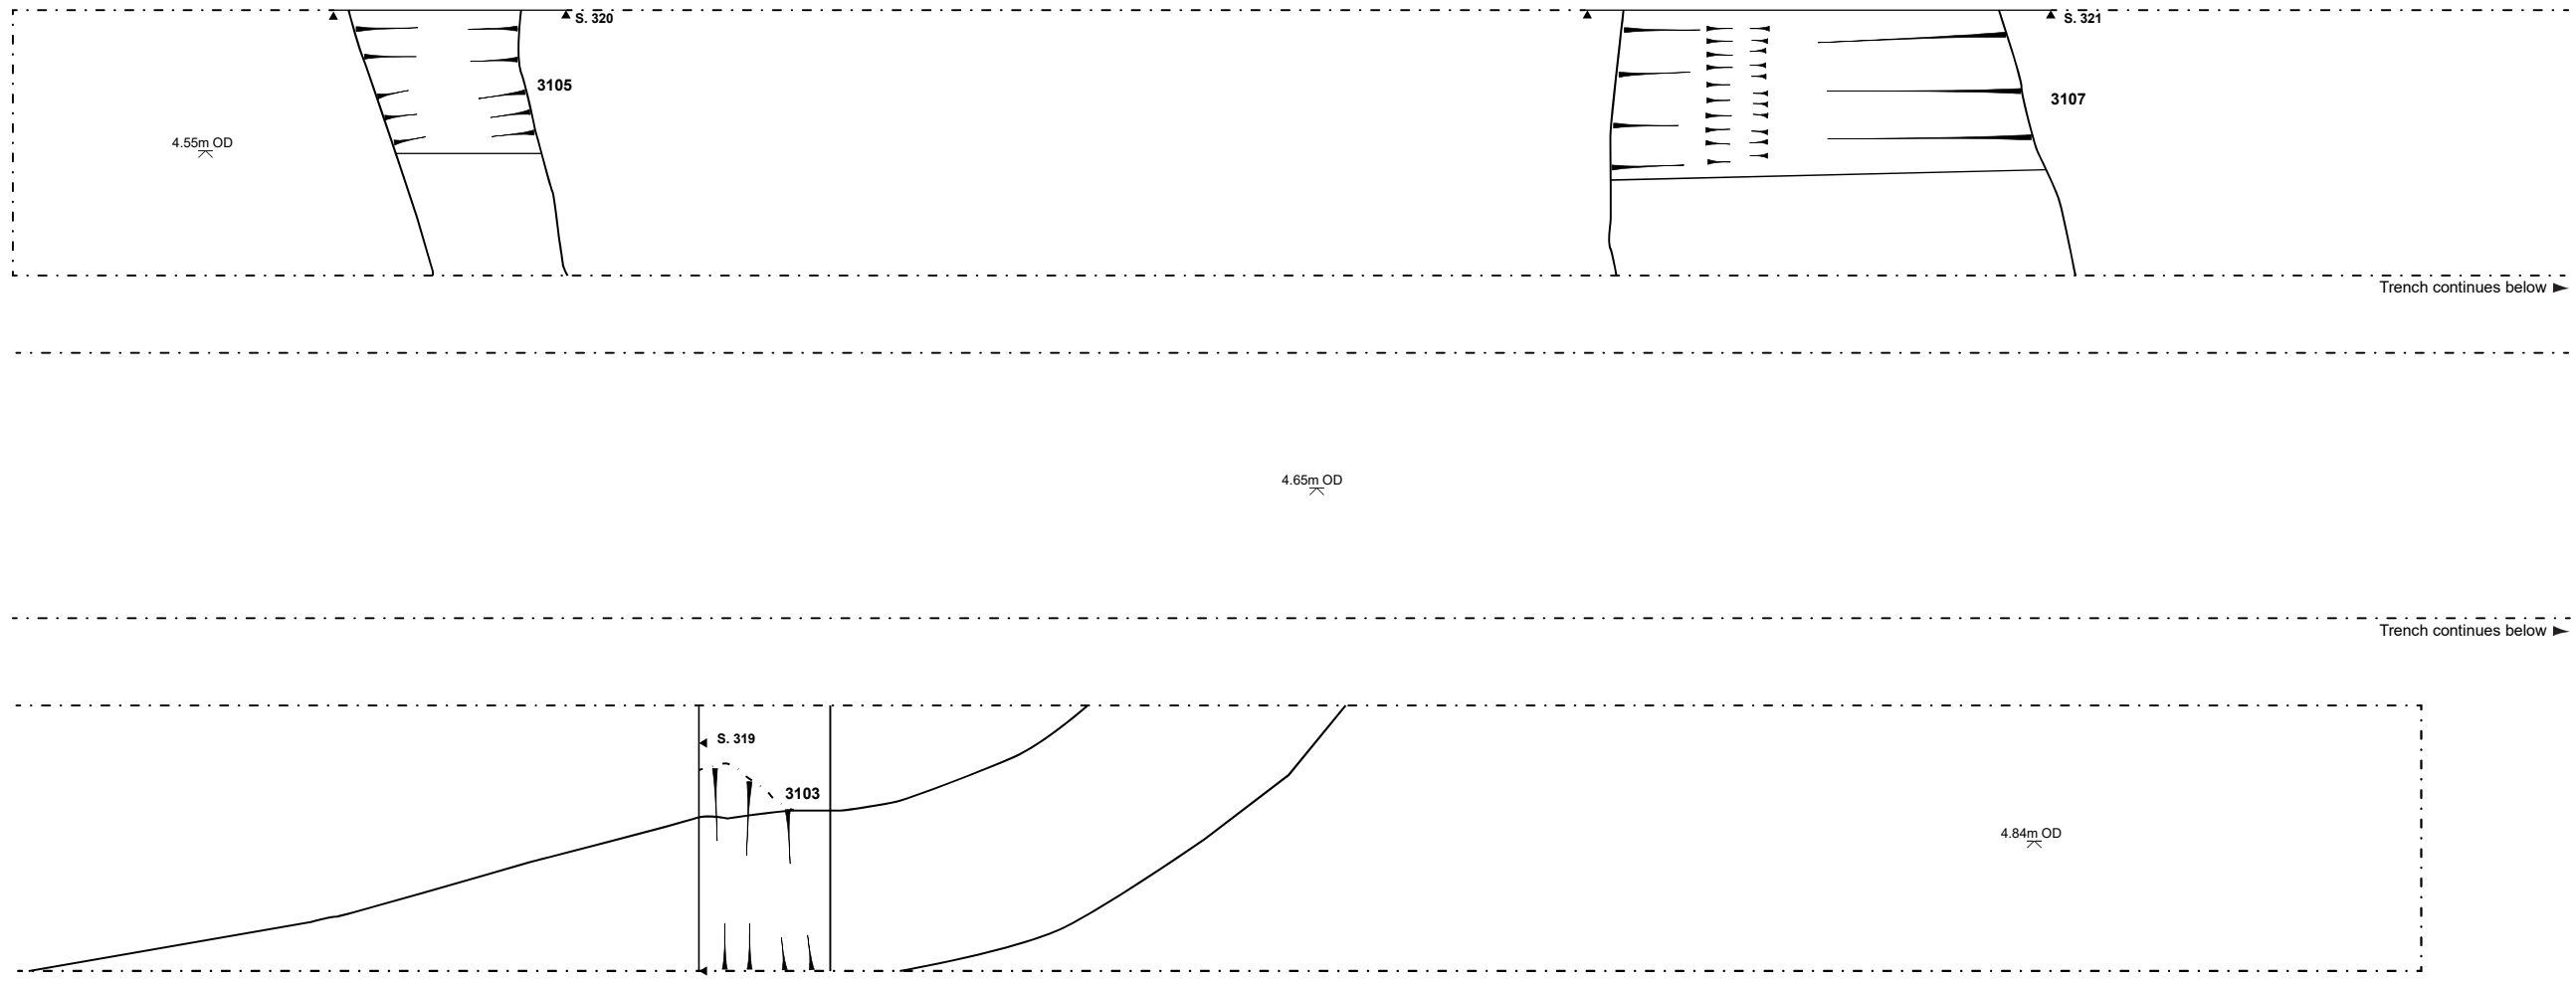 S. 320
S. 321
3105
3107
4.55m OD
Trench continues below
4.65m OD
Trench continues below
S. 319
3103
4.84m OD